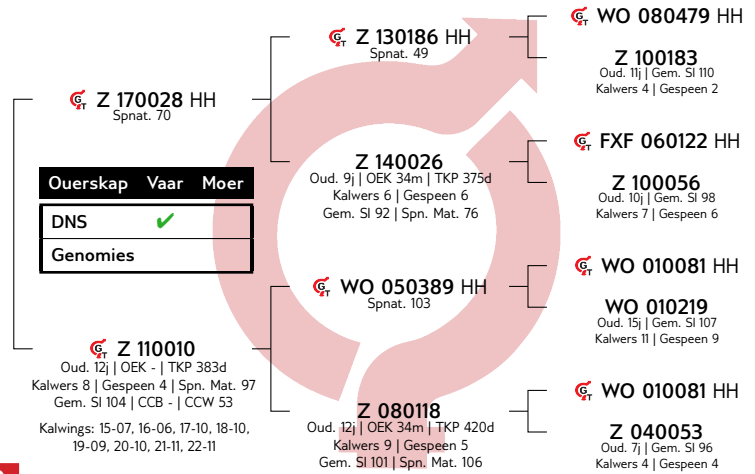 WO 080479 HH
Z 130186 HH
Spnat. 49
Z 100183
Oud. 11j | Gem. SI 110
Kalwers 4 | Gespeen 2
Z 170028 HH
Spnat. 70
FXF 060122 HH
Z 140026
Oud. 9j | OEK 34m | TKP 375d
Kalwers 6 | Gespeen 6
Gem. SI 92 | Spn. Mat. 76
Z 100056
Oud. 10j | Gem. SI 98
Kalwers 7 | Gespeen 6
Ouerskap Vaar Moer
DNS ✔
Genomies
WO 010081 HH
WO 050389 HH
Spnat. 103
WO 010219
Oud. 15j | Gem. SI 107
Kalwers 11 | Gespeen 9
Z 110010
Oud. 12j | OEK - | TKP 383d
Kalwers 8 | Gespeen 4 | Spn. Mat. 97
Gem. SI 104 | CCB - | CCW 53
Kalwings: 15-07, 16-06, 17-10, 18-10,
19-09, 20-10, 21-11, 22-11
WO 010081 HH
Z 080118
Oud. 12j | OEK 34m | TKP 420d
Kalwers 9 | Gespeen 5
Gem. SI 101 | Spn. Mat. 106
Z 040053
Oud. 7j | Gem. SI 96
Kalwers 4 | Gespeen 4